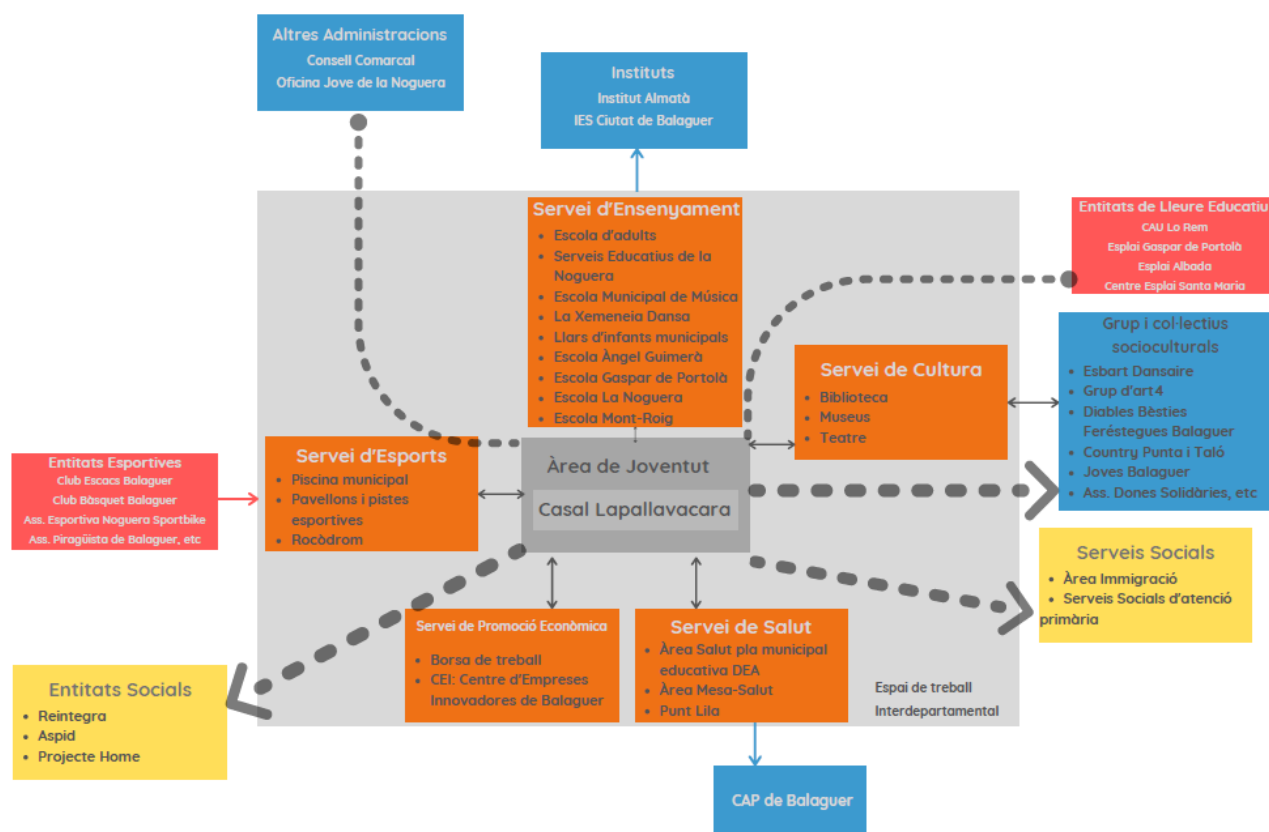 Altres Administracions
Consell Comarcal
Oficina Jove de la Noguera
Instituts
Institut Almatà
IES Ciutat de Balaguer
Servei d'Ensenyament
• Escola d'adults
• Serveis Educatius de la
Noguera
• Escola Municipal de Música
• La Xemeneia Dansa
• Llars d'infants municipals
• Escola Àngel Guimerà
• Escola Gaspar de Portolà
• Escola La Noguera
• Escola Mont-Roig
Entitats de Lleure Educatiu
CAU Lo Rem
Esplai Gaspar de Portolà
Esplai Albada
Centre Esplai Santa Maria
Grup i col·lectius
socioculturals
• Esbart Dansaire
• Grup d'art4
• Diables Bèsties
Feréstegues Balaguer
• Country Punta i Taló
• Joves Balaguer
• Ass. Dones Solidàries, etc
Servei de Cultura
• Biblioteca
• Museus
• Teatre
Servei d'Esports
• Piscina municipal
• Pavellons i pistes
esportives
• Rocòdrom
Àrea de Joventut
Casal Lapallavacara
Entitats Esportives
Club Escacs Balaguer
Club Bàsquet Balaguer
Ass. Esportiva Noguera Sportbike
Ass. Piragüista de Balaguer, etc
Serveis Socials
• Àrea Immigració
• Serveis Socials d'atenció
primària
Servei de Promoció Econòmica
• Borsa de treball
• CEI: Centre d'Empreses
Innovadores de Balaguer
Servei de Salut
• Àrea Salut pla municipal
educativa DEA
• Àrea Mesa-Salut
• Punt Lila
Espai de treball
Interdepartamental
Entitats Socials
• Reintegra
• Aspid
• Projecte Home
CAP de Balaguer